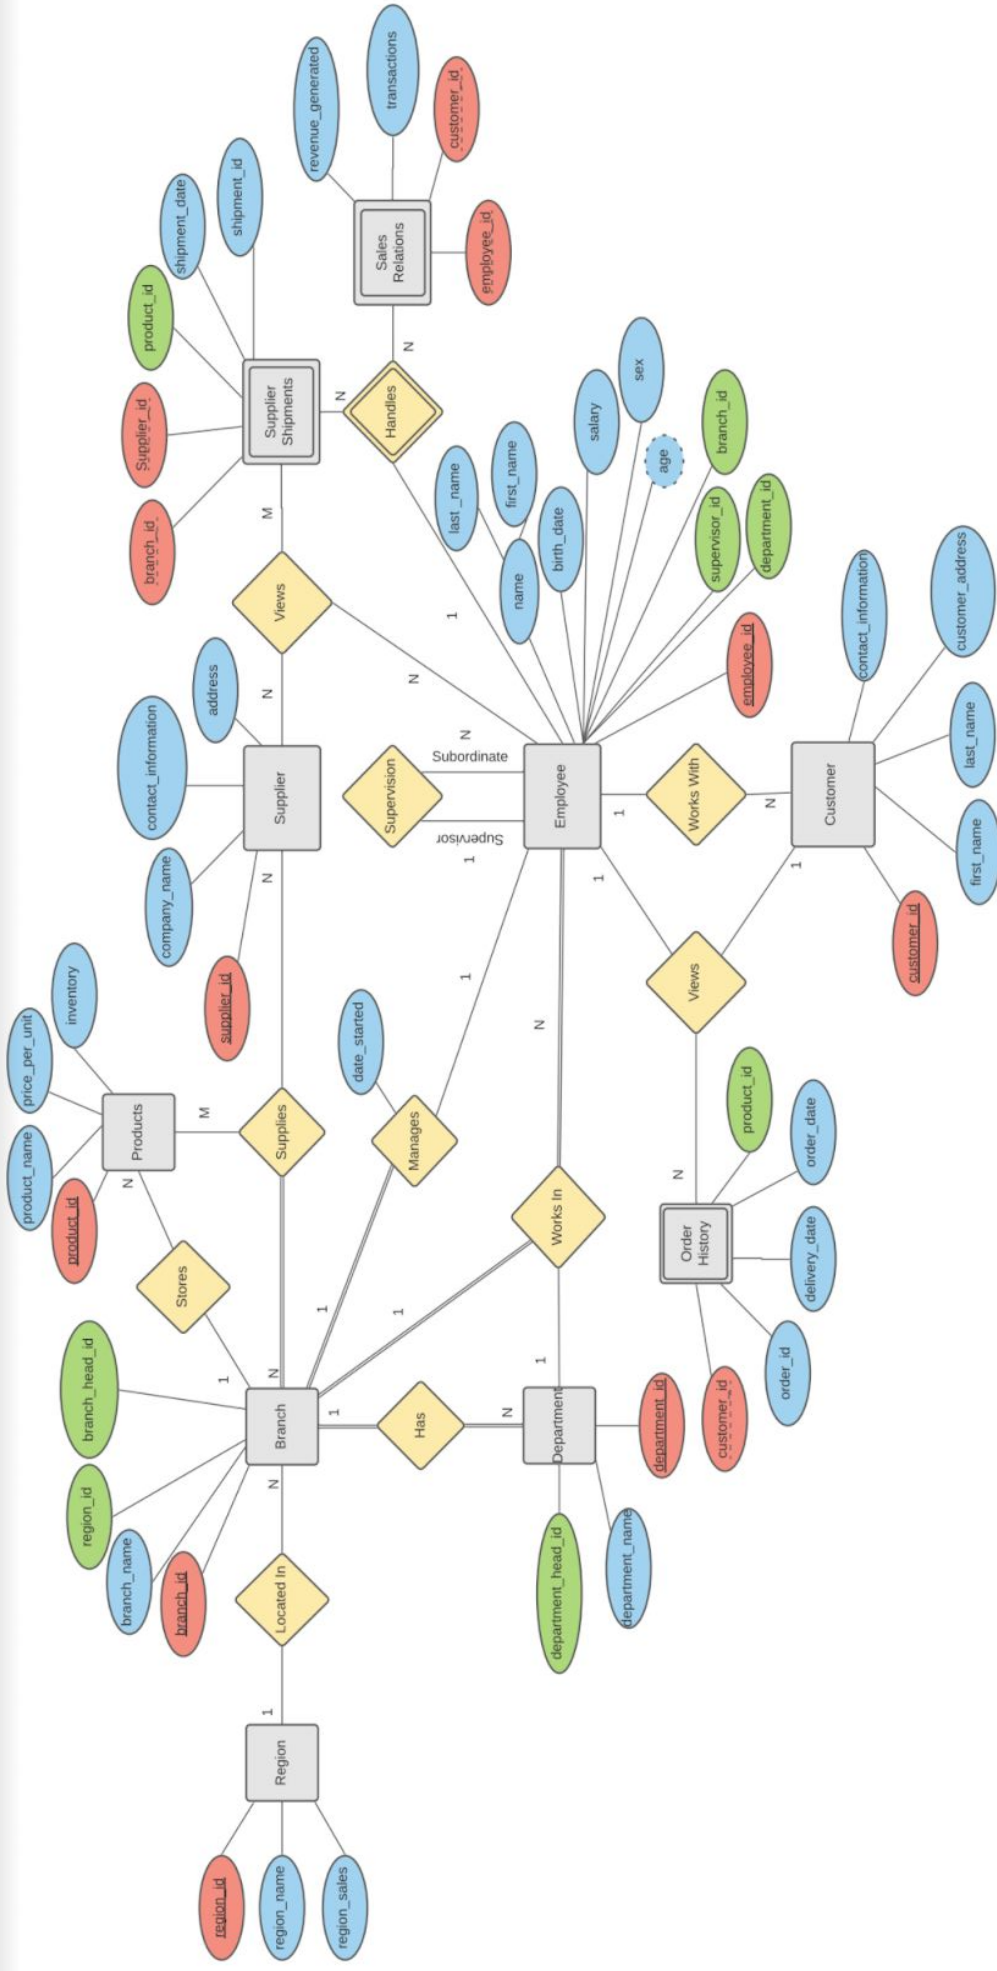 region_id
region_name
region_sales
Region
1
Located In
N
branch_id
branch_name
region_id
branch_head_id
Branch
1
Stores
N
product_id
product_name
price_per_unit
inventory
Products
M
Supplies
N
N
supplier_id
company_name
contact_information
address
Supplier
N
Views
M
N
branch_id
Supplier_id
product_id
shipment_date
shipment_id
Supplier
Shipments
N
Handles
N
1
Sales
Relations
revenue_generated
transactions
customer_id
employee_id
1
Manages
date_started
1
1
Works In
N
1
1
Has
N
Department
department_head_id
department_name
department_id
Supervision
Supervisor
1
Subordinate
N
Employee
last _name
first_name
name
birth_date
salary
sex
age
branch_id
supervisor_id
department_id
employee_id
1
Works With
N
Customer
contact_information
customer_address
last_name
first_name
customer_id
1
Views
1
N
Order
History
product_id
order_date
delivery_date
order_id
customer_id